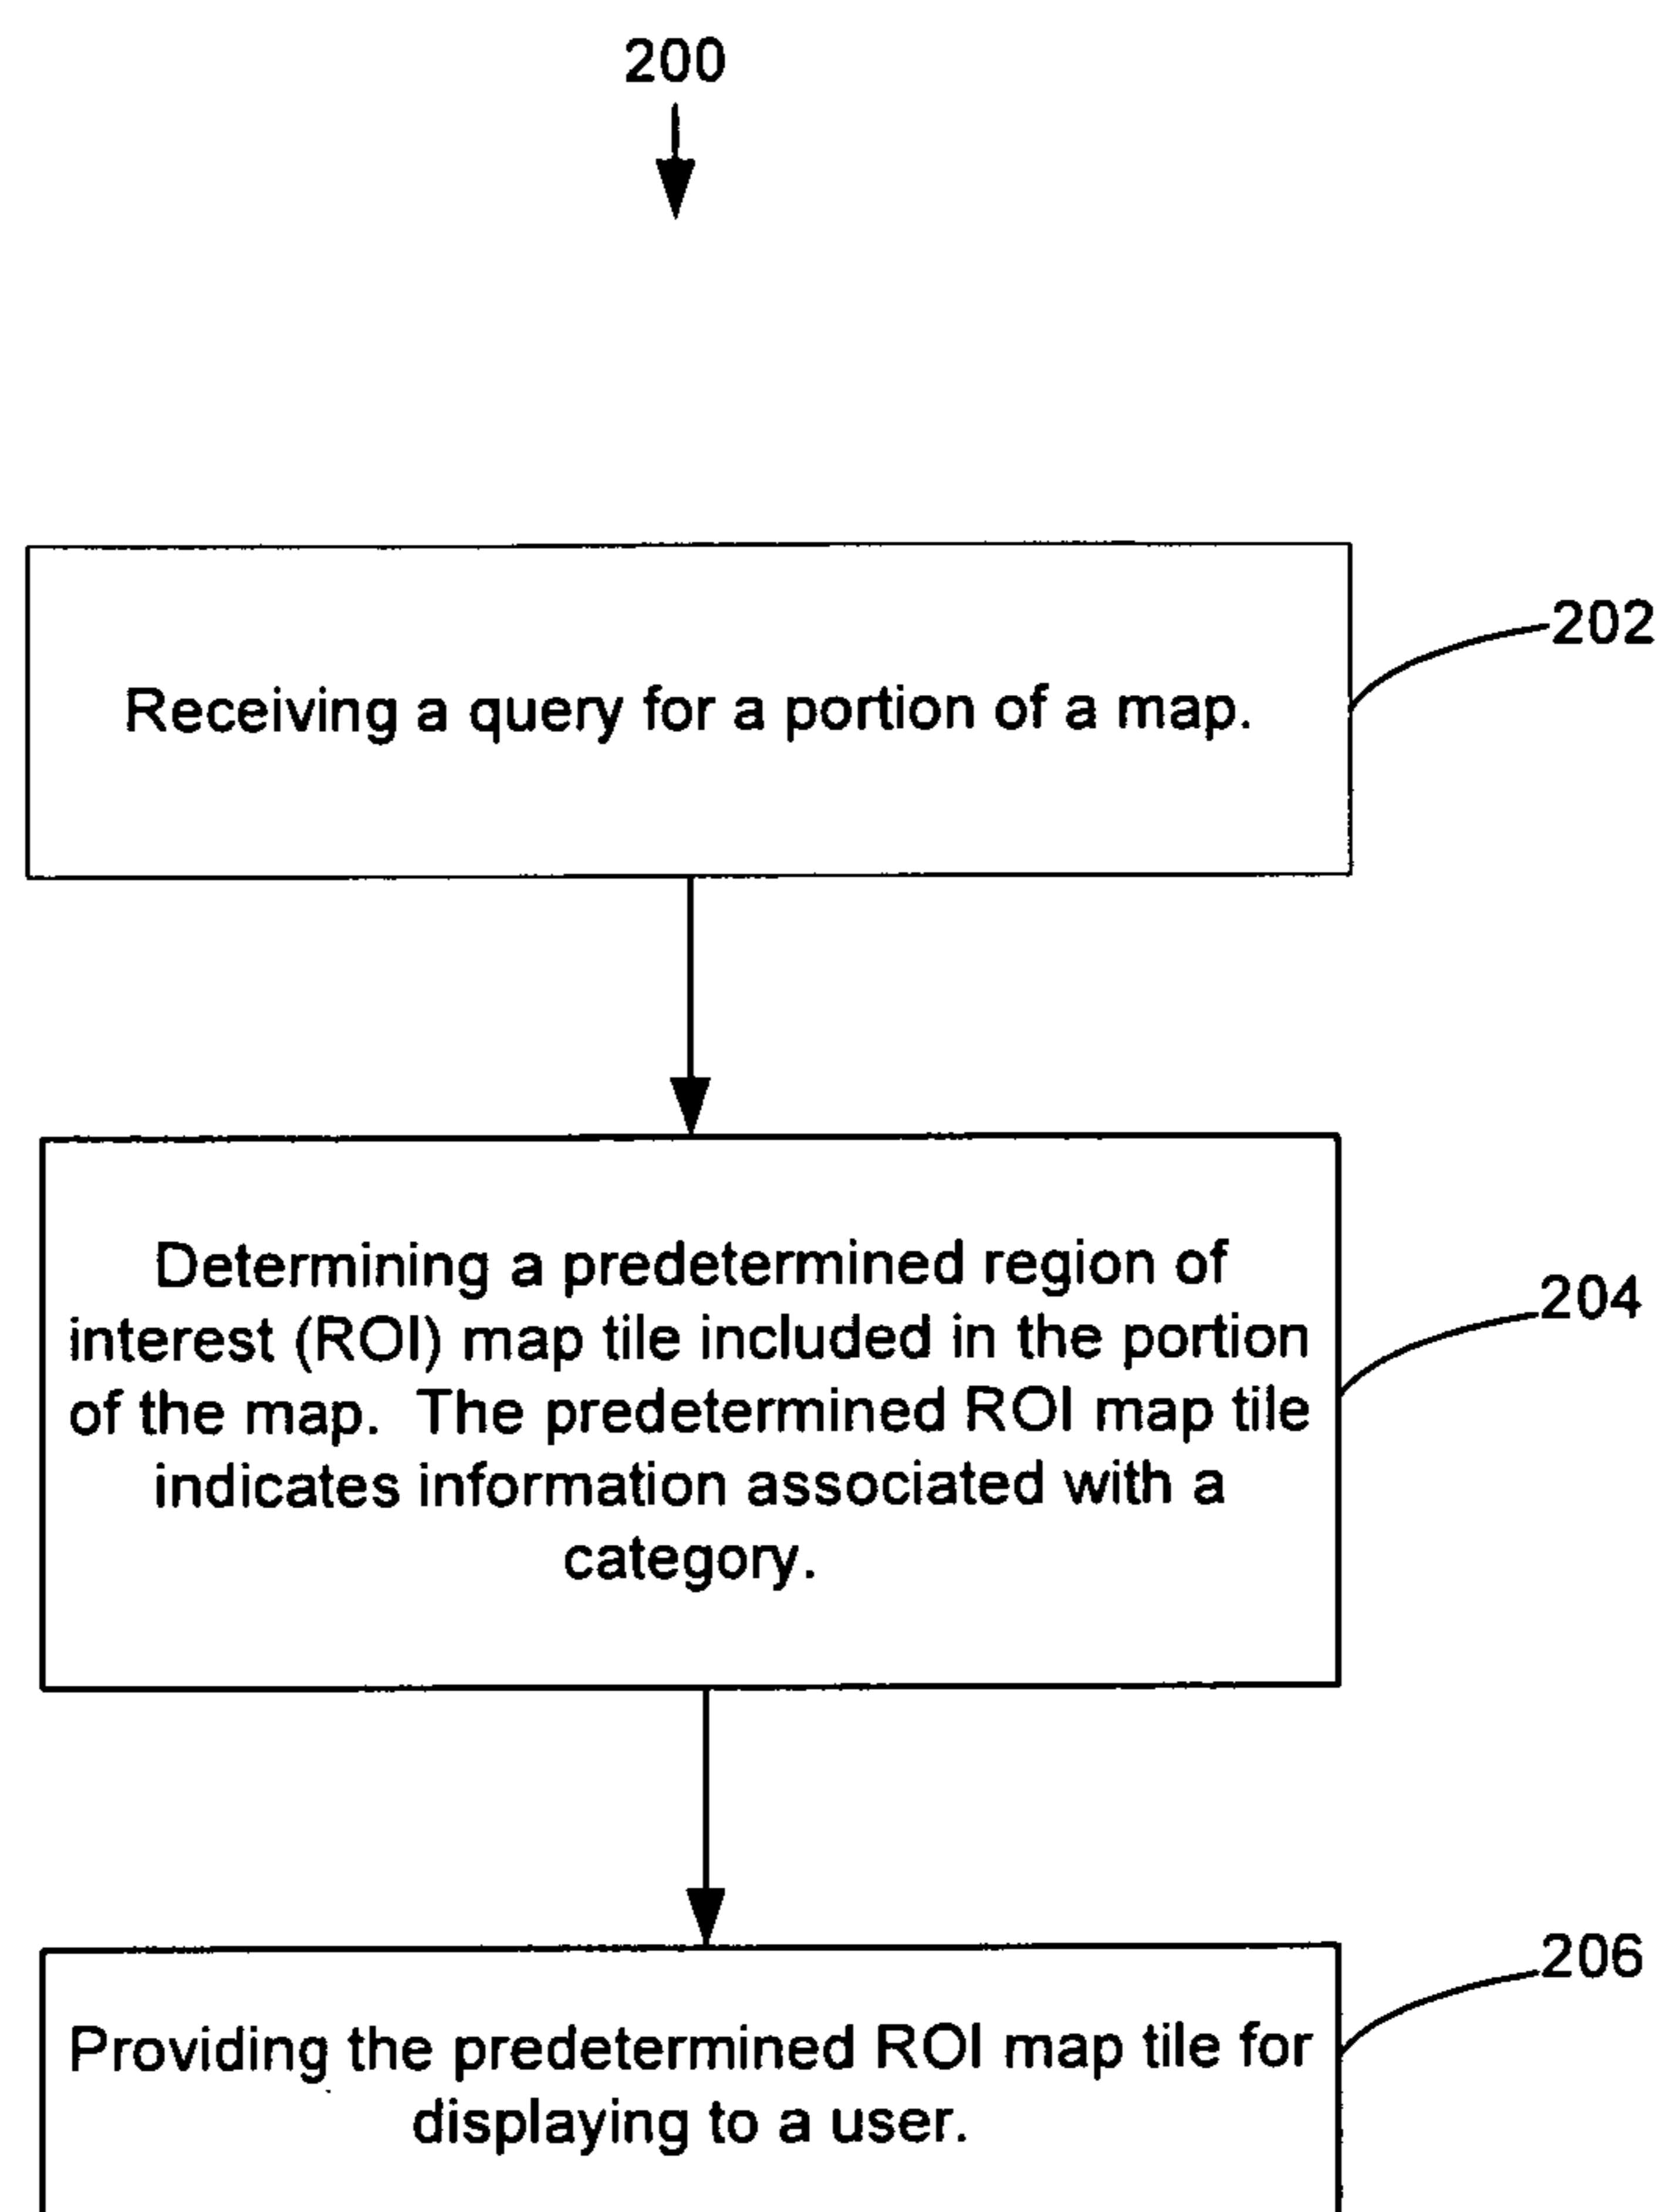 200
202
Receiving a query for a portion of a map.
Determining a predetermined region of
204
interest (ROI) map tile included in the portion
of the map.  The predetermined ROI map tile
indicates information associated with a
category.
206
Providing the predetermined ROI map tile for
displaying to a user.